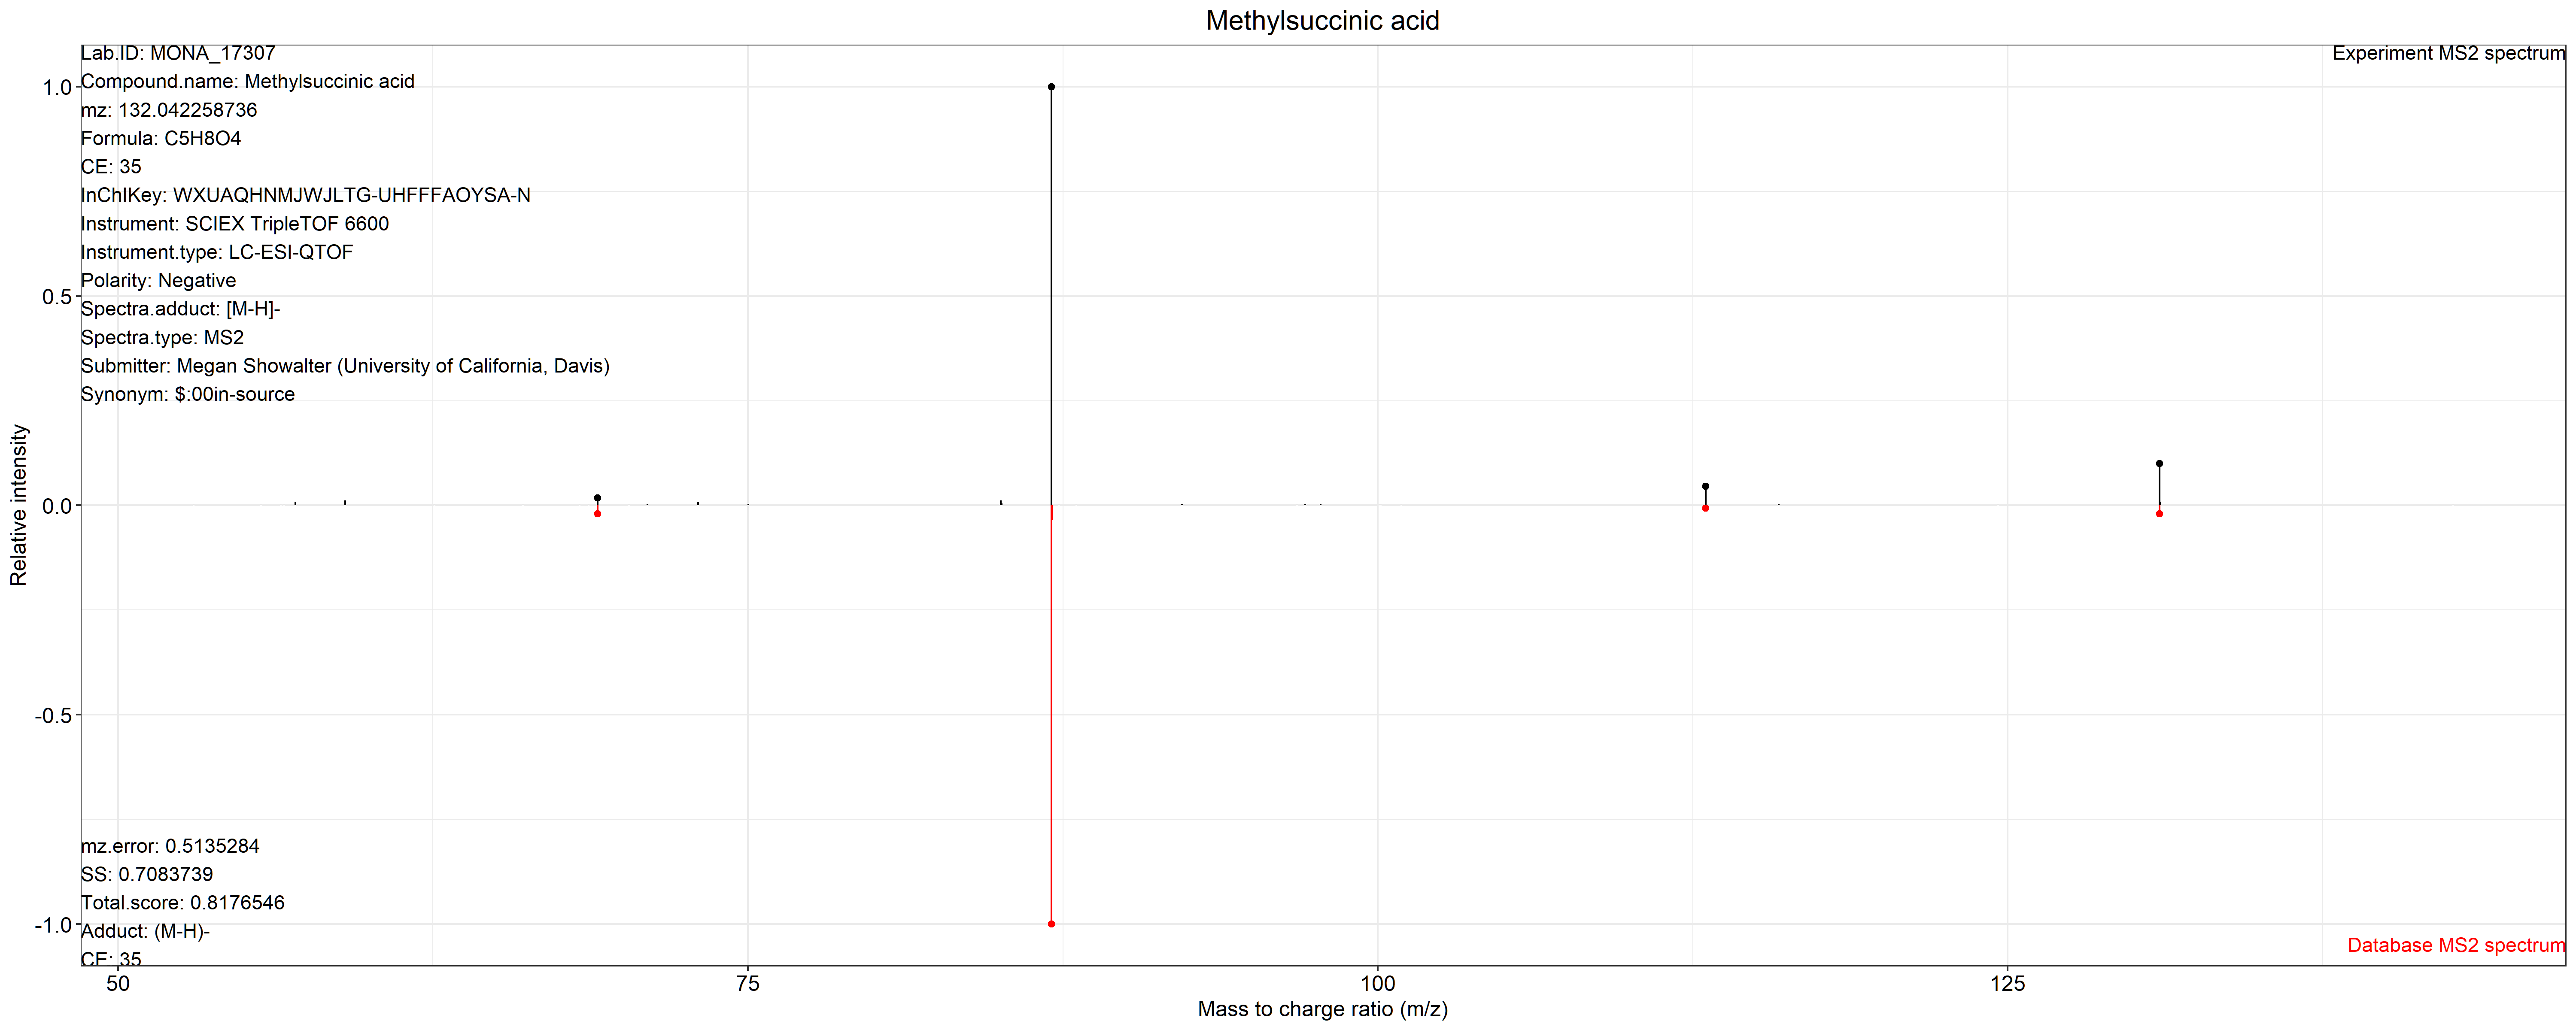 Methylsuccinic acid
Lab.ID: MONA_17307
Experiment MS2 spectrum
Compound.name: Methylsuccinic acid
mz: 132.042258736
Formula: C5H8O4
CE: 35
InChIKey: WXUAQHNMJWJLTG-UHFFFAOYSA-N
Instrument: SCIEX TripleTOF 6600
Instrument.type: LC-ESI-QTOF
Polarity: Negative
Spectra.adduct: [M-H]-
Spectra.type: MS2
Submitter: Megan Showalter (University of California, Davis)
Synonym: $:00in-source
1.0
0.5
0.0
-0.5
-1.0
Relative intensity
mz.error: 0.5135284
SS: 0.7083739
Total.score: 0.8176546
Adduct: (M-H)-
CE: 35
Database MS2 spectrum
50
75
100
125
Mass to charge ratio (m/z)